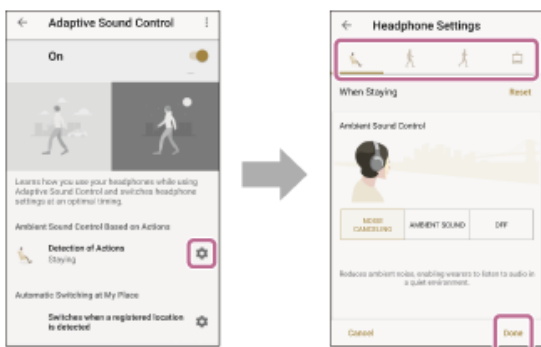 Adaptive Sound Control
On
Learns how you use your headphones while using
Adaptive Sound Control and switches headphone
settings at an optimal timing.
Ambient Sound Control Based on Actions
Detection of Actions
Staying
Automatic Switching at My Place
Switches when a registered location
is detected
Headphone Settings
When Staying
Reset
Ambient Sound Control
NOISE
CANCELING
AMBIENT SOUND
OFF
Reduces ambient noise, enabling wearers to listen to audio in
a quiet environment.
Cancel
Done